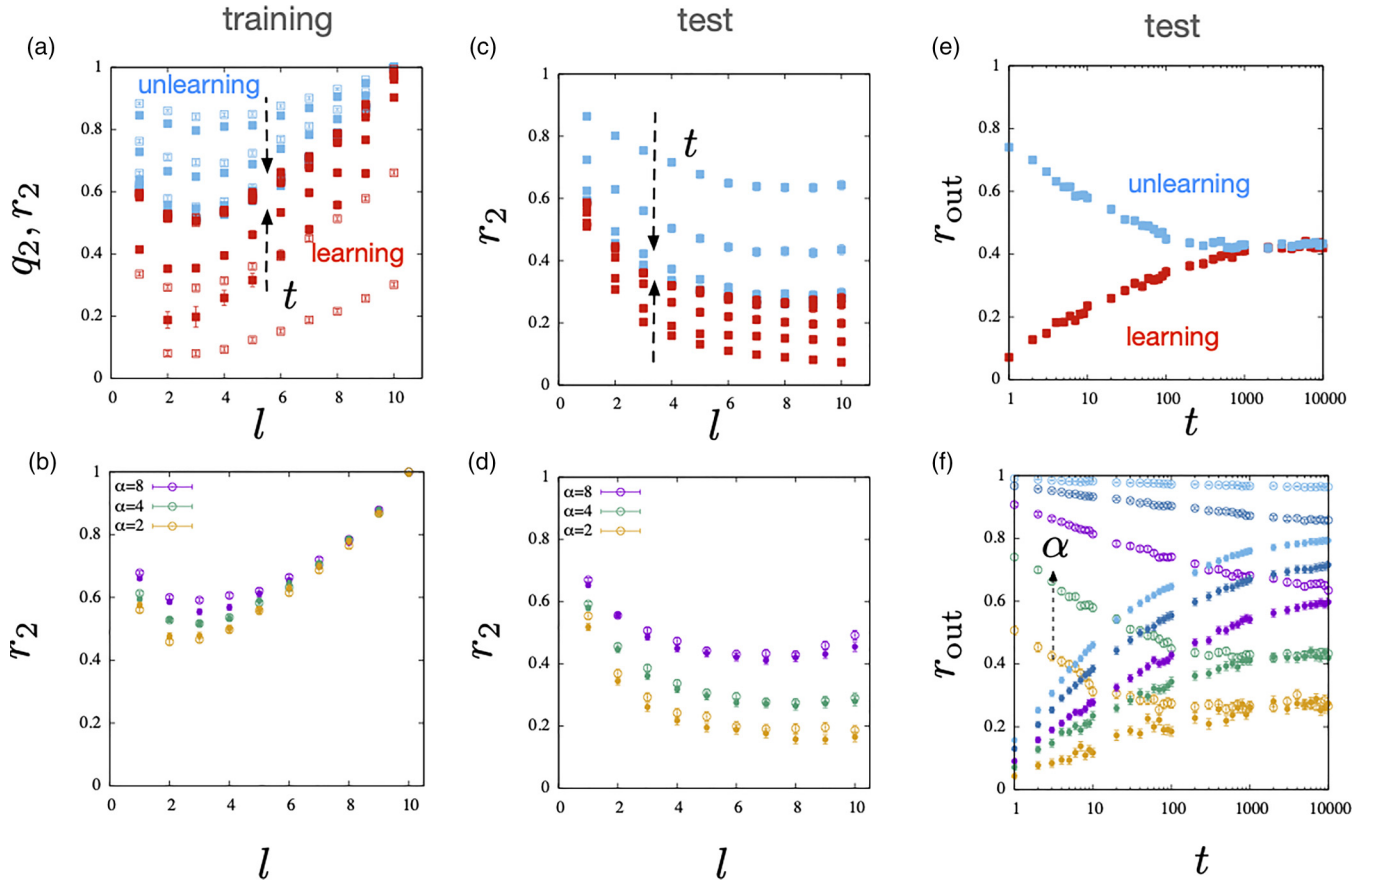 training
test
test
(a)
1
0.8
0.6
0.4
0.2
0
0
2
4
6
8
10
q2, r2
l
unlearning
learning
t
(c)
1
0.8
0.6
0.4
0.2
0
0
2
4
6
8
10
r2
l
t
(e)
1
0.8
0.6
0.4
0.2
0
1
10
100
1000
10000
rout
t
unlearning
learning
(b)
1
0.8
0.6
0.4
0.2
0
0
2
4
6
8
10
r2
l
α=8
α=4
α=2
(d)
1
0.8
0.6
0.4
0.2
0
0
2
4
6
8
10
r2
l
α=8
α=4
α=2
(f)
1
0.8
0.6
0.4
0.2
0
1
10
100
1000
10000
rout
t
α